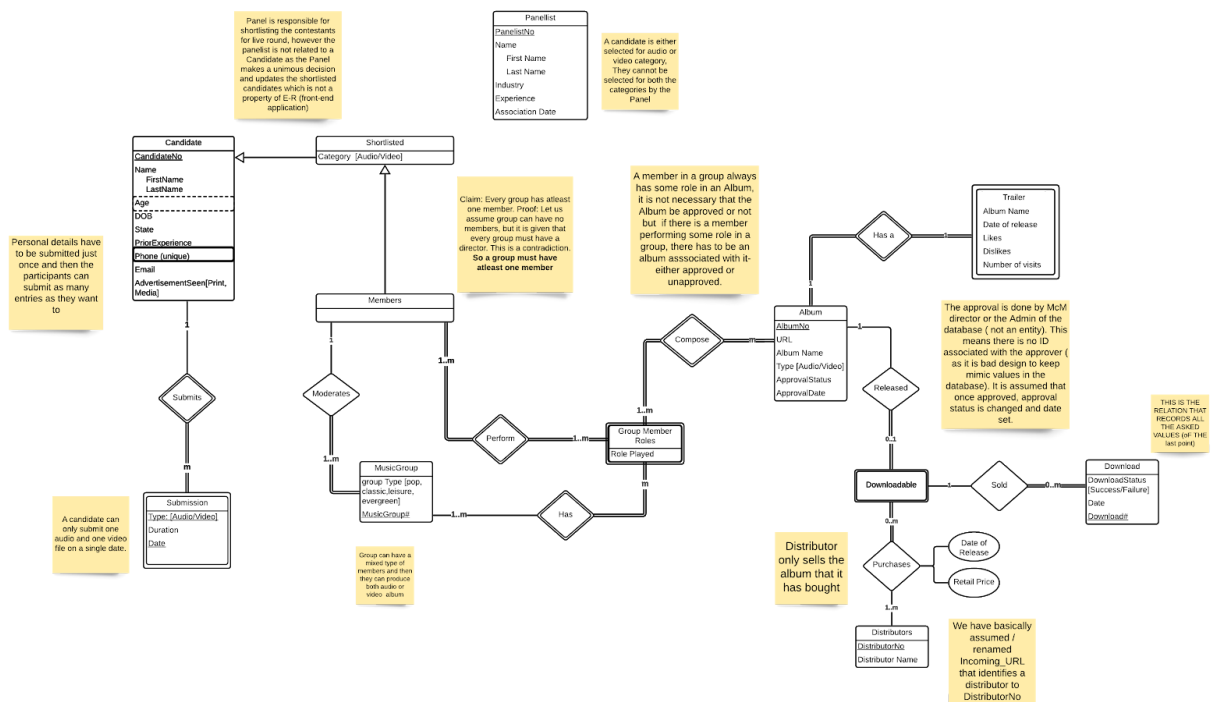 Panel is responsible for
shortlisting the contestants
for live round, however the
panelist is not related to a
Candidate as the Panel
makes a unimous decision
and updates the shortlisted
candidates which is not a
property of E-R (front-end
application)
Panellist
PanelistNo
Name
First Name
Last Name
Industry
Experience
Association Date
A candidate is either
selected for audio or
video category,
They cannot be
selected for both the
categories by the
Panel
Candidate
CandidateNo
Name
FirstName
LastName
Age
DOB
State
PriorExperience
Phone (unique)
Email
AdvertisementSeen[Print,
Media]
Shortlisted
Category [Audio/Video]
Personal details have
to be submitted just
once and then the
participants can
submit as many
entries as they want
to
Claim: Every group has atleast
one member. Proof: Let us
assume group can have no
members, but it is given that
every group must have a
director. This is a contradiction.
So a group must have
atleast one member
A member in a group always
has some role in an Album,
it is not necessary that the
Album be approved or not
but if there is a member
performing some role in a
group, there has to be an
album asssociated with it-
either approved or
unapproved.
Has a
1
1
Trailer
Album Name
Date of release
Likes
Dislikes
Number of visits
Members
1
1..m
Moderates
1..m
Compose
m
1..m
Album
AlbumNo
URL
Album Name
Type [Audio/Video]
ApprovalStatus
ApprovalDate
1
Released
0..1
The approval is done by McM
director or the Admin of the
database ( not an entity). This
means there is no ID
associated with the approver (
as it is bad design to keep
mimic values in the
database). It is assumed that
once approved, approval
status is changed and date
set.
THIS IS THE
RELATION THAT
RECORDS ALL
THE ASKED
VALUES (oF THE
last point)
1
Submits
m
Perform
1..m
Group Member
Roles
Role Played
m
MusicGroup
group Type [pop,
classic,leisure,
evergreen]
MusicGroup#
1..m
Has
Downloadable
1
Sold
0..m
Download
DownloadStatus
[Success/Failure]
Date
Download#
Submission
Type: [Audio/Video]
Duration
Date
A candidate can
only submit one
audio and one video
file on a single date.
Group can have a
mixed type of
members and then
they can produce
both audio or
video album
Distributor
only sells the
album that it
has bought
0..m
Purchases
Date of
Release
Retail Price
1..m
Distributors
DistributorNo
Distributor Name
We have basically
assumed /
renamed
Incoming_URL
that identifies a
distributor to
DistributorNo